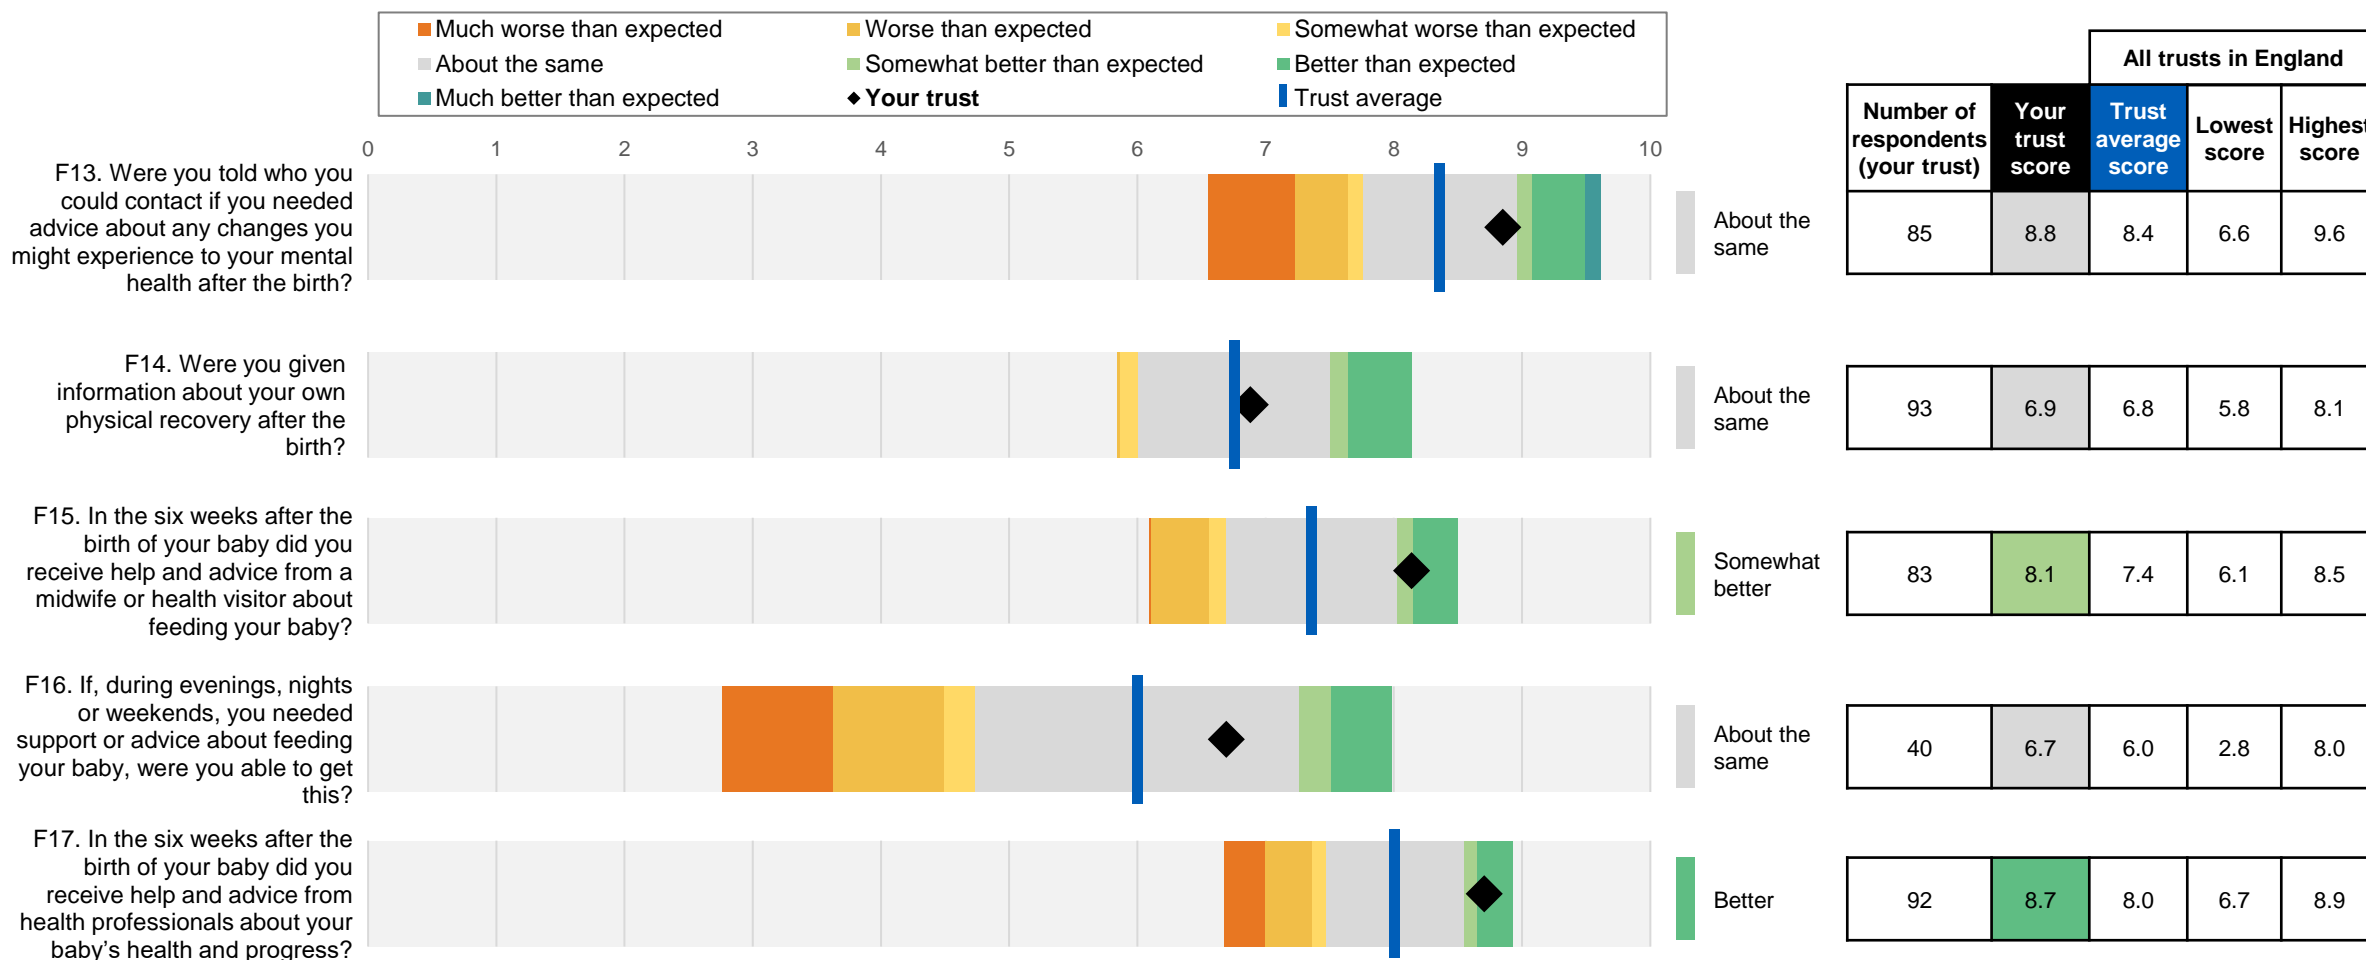 Much worse than expected
Worse than expected
Somewhat worse than expected
About the same
Somewhat better than expected
Better than expected
Much better than expected
Your trust
Trust average
All trusts in England
Number of respondents (your trust)
Your trust score
Trust average score
Lowest score
Highest score
0 1 2 3 4 5 6 7 8 9 10
F13. Were you told who you
could contact if you needed
advice about any changes you
might experience to your mental
health after the birth?
About the
same
85 8.8 8.4 6.6 9.6
F14. Were you given
information about your own
physical recovery after the
birth?
About the
same
93 6.9 6.8 5.8 8.1
F15. In the six weeks after the
birth of your baby did you
receive help and advice from a
midwife or health visitor about
feeding your baby?
Somewhat
better
83 8.1 7.4 6.1 8.5
F16. If, during evenings, nights
or weekends, you needed
support or advice about feeding
your baby, were you able to get
this?
About the
same
40 6.7 6.0 2.8 8.0
F17. In the six weeks after the
birth of your baby did you
receive help and advice from
health professionals about your
baby’s health and progress?
Better
92 8.7 8.0 6.7 8.9